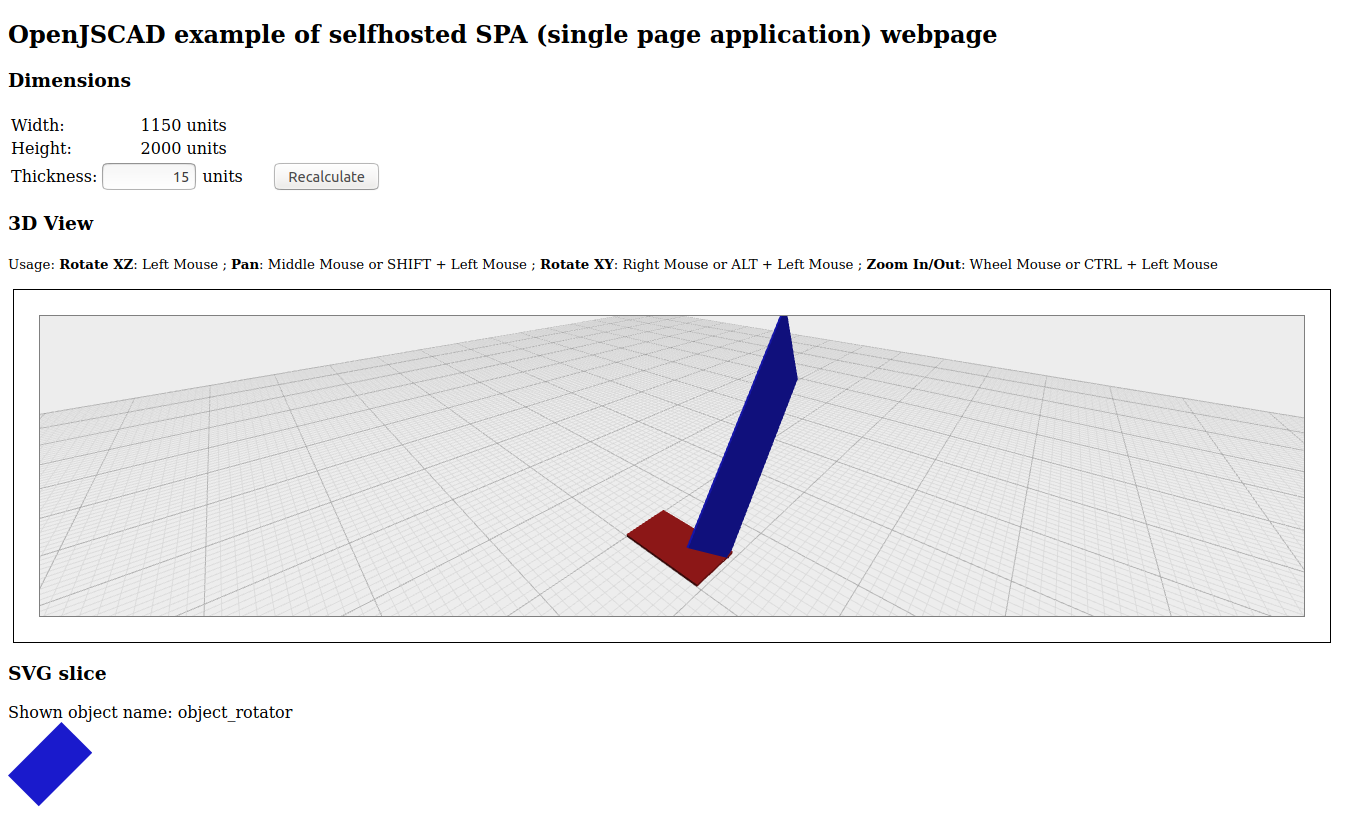 OpenJSCAD example of selfhosted SPA (single page application) webpage
Dimensions
Width: 1150 units
Height: 2000 units
Thickness: 15 units Recalculate
3D View
Usage: Rotate XZ: Left Mouse ; Pan: Middle Mouse or SHIFT + Left Mouse ; Rotate XY: Right Mouse or ALT + Left Mouse ; Zoom In/Out: Wheel Mouse or CTRL + Left Mouse
SVG slice
Shown object name: object_rotator